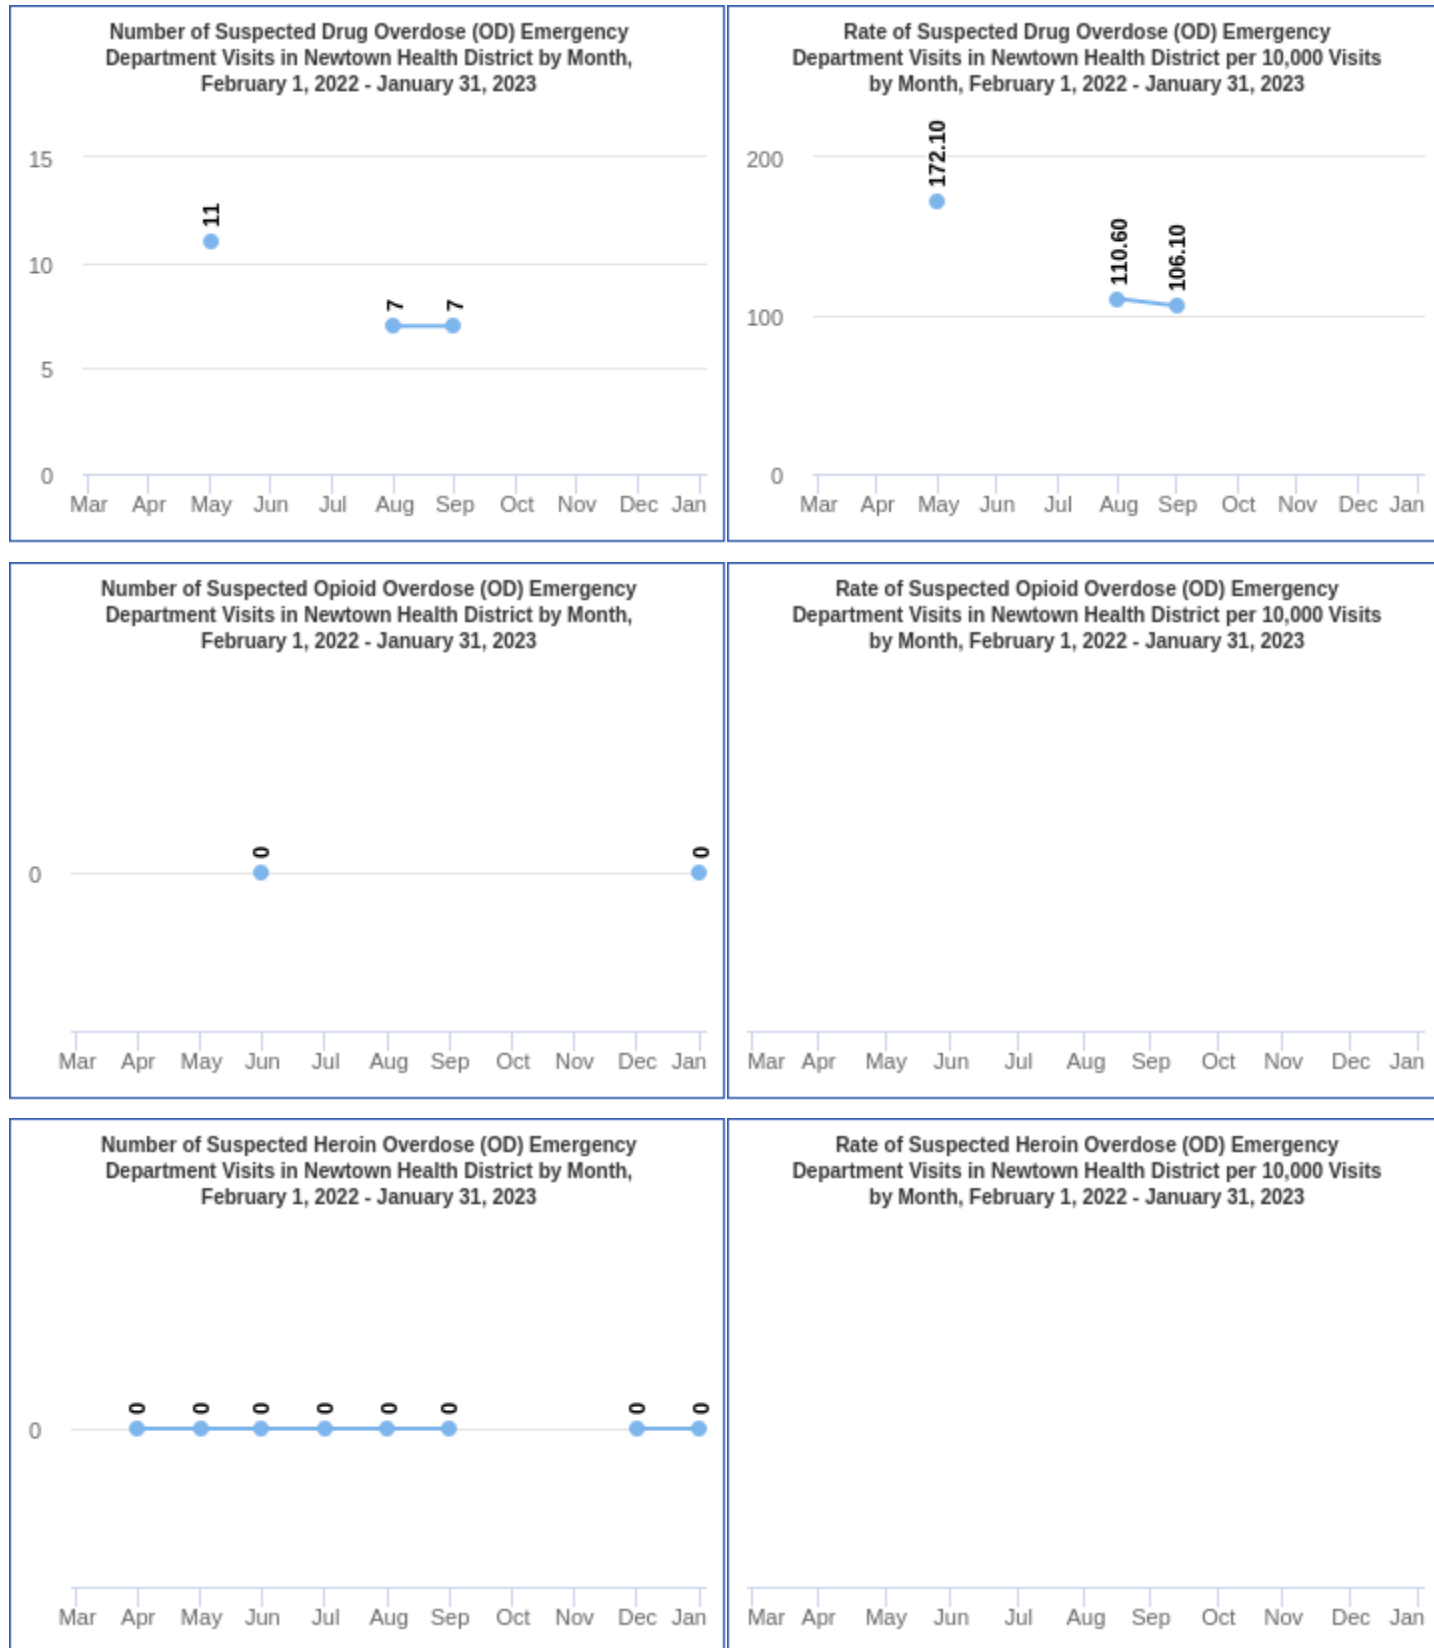 Number of Suspected Drug Overdose (OD) Emergency
Department Visits in Newtown Health District by Month,
February 1, 2022 - January 31, 2023
15
10
5
0
11
7
7
Mar Apr May Jun Jul Aug Sep Oct Nov Dec Jan
Rate of Suspected Drug Overdose (OD) Emergency
Department Visits in Newtown Health District per 10,000 Visits
by Month, February 1, 2022 - January 31, 2023
200
100
0
172.10
110.60
106.10
Mar Apr May Jun Jul Aug Sep Oct Nov Dec Jan
Number of Suspected Opioid Overdose (OD) Emergency
Department Visits in Newtown Health District by Month,
February 1, 2022 - January 31, 2023
0
0
0
Mar Apr May Jun Jul Aug Sep Oct Nov Dec Jan
Rate of Suspected Opioid Overdose (OD) Emergency
Department Visits in Newtown Health District per 10,000 Visits
by Month, February 1, 2022 - January 31, 2023
Mar Apr May Jun Jul Aug Sep Oct Nov Dec Jan
Number of Suspected Heroin Overdose (OD) Emergency
Department Visits in Newtown Health District by Month,
February 1, 2022 - January 31, 2023
0
0
0
0
0
0
0
0
0
Mar Apr May Jun Jul Aug Sep Oct Nov Dec Jan
Rate of Suspected Heroin Overdose (OD) Emergency
Department Visits in Newtown Health District per 10,000 Visits
by Month, February 1, 2022 - January 31, 2023
Mar Apr May Jun Jul Aug Sep Oct Nov Dec Jan